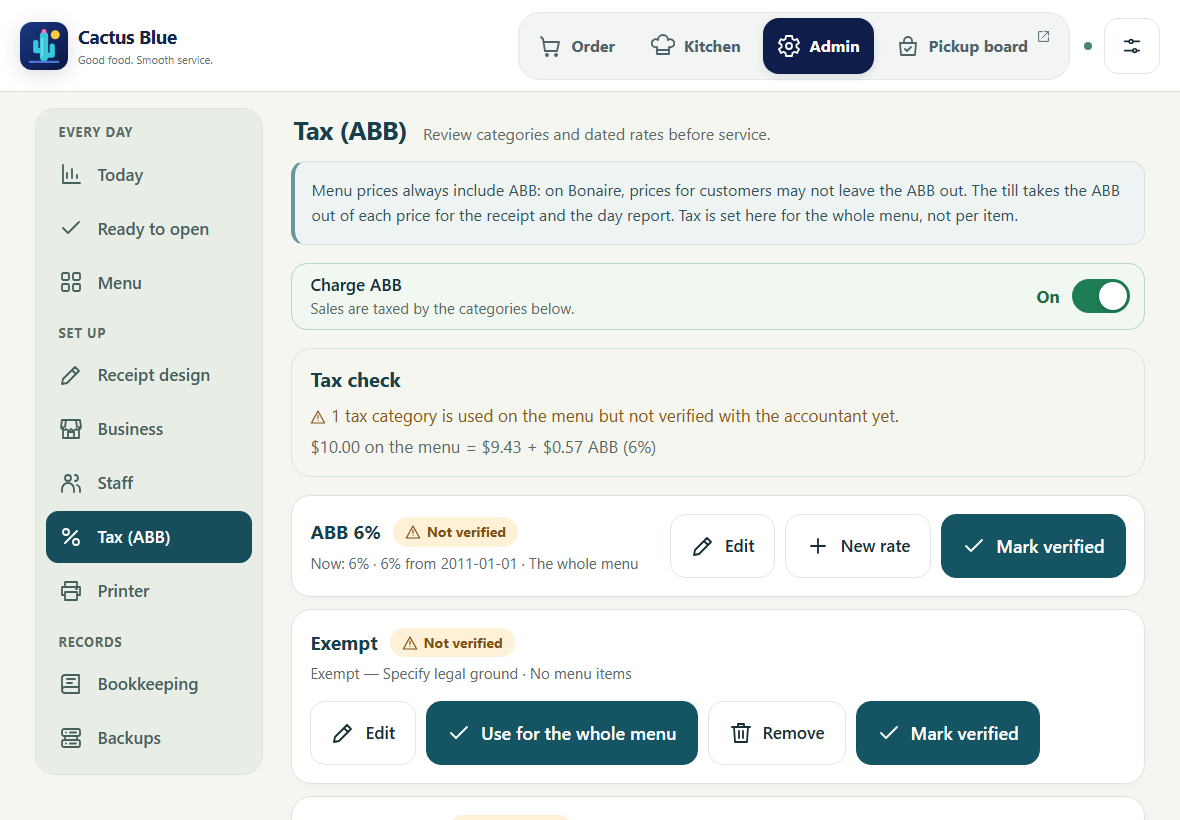 Cactus Blue
Good food. Smooth service.
Order
Kitchen
Admin
Pickup board
EVERY DAY
Today
Ready to open
Menu
SET UP
Receipt design
Business
Staff
Tax (ABB)
Printer
RECORDS
Bookkeeping
Backups
Tax (ABB)
Review categories and dated rates before service.
Menu prices always include ABB: on Bonaire, prices for customers may not leave the ABB out. The till takes the ABB
out of each price for the receipt and the day report. Tax is set here for the whole menu, not per item.
Charge ABB
Sales are taxed by the categories below.
On
Tax check
1 tax category is used on the menu but not verified with the accountant yet.
$10.00 on the menu = $9.43 + $0.57 ABB (6%)
ABB 6%
Not verified
Now: 6% · 6% from 2011-01-01 · The whole menu
Edit
New rate
Mark verified
Exempt
Not verified
Exempt — Specify legal ground · No menu items
Edit
Use for the whole menu
Remove
Mark verified